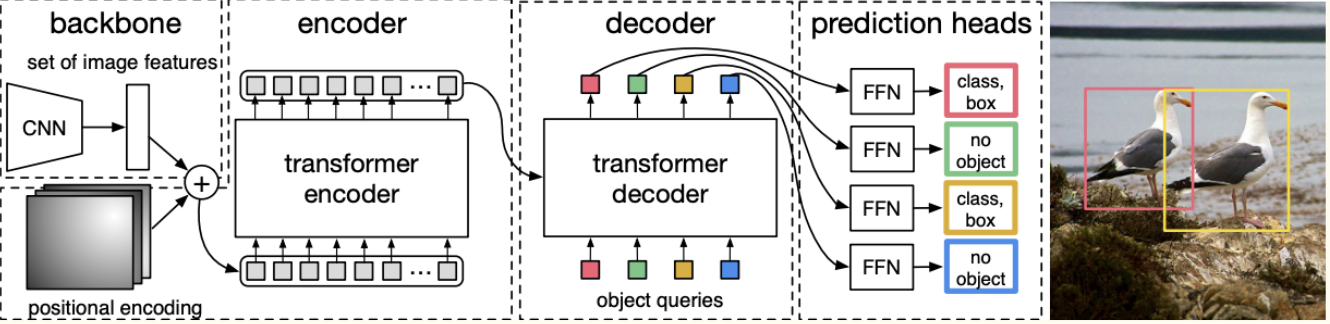 backbone
set of image features
CNN
+
positional encoding
encoder
...
transformer
encoder
...
decoder
transformer
decoder
object queries
prediction heads
FFN
class,
box
FFN
no
object
FFN
class,
box
FFN
no
object